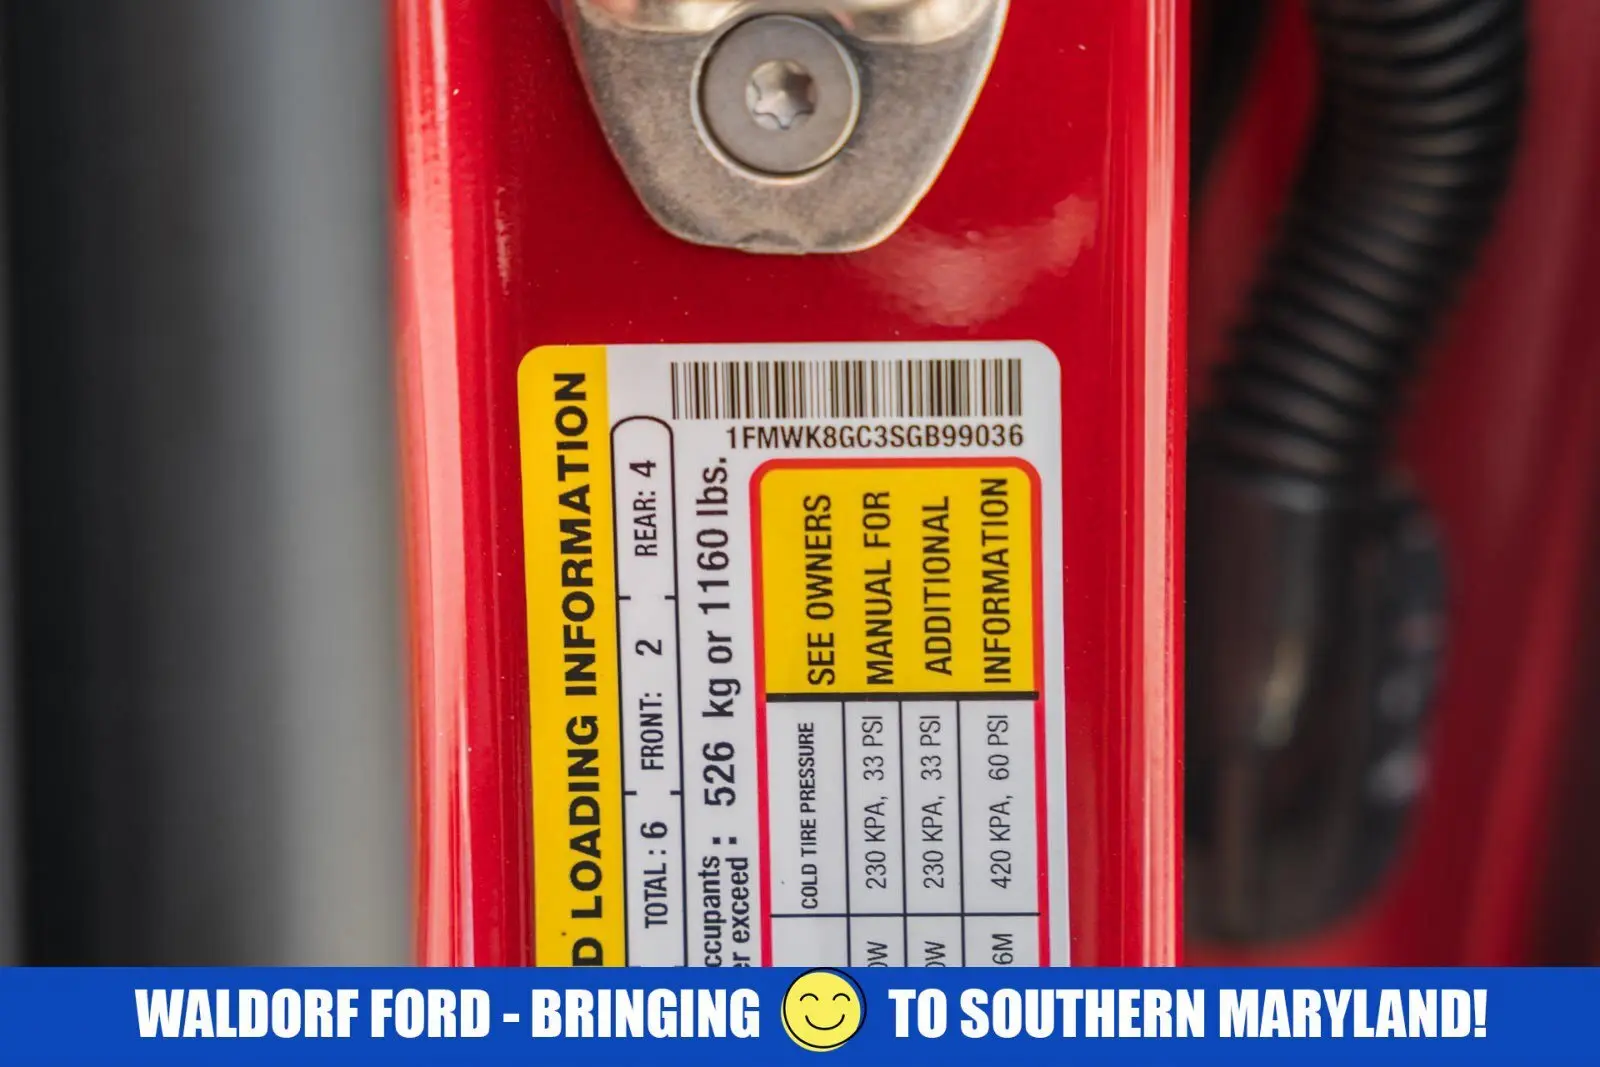 1FMWK8GC3SGB99036
D LOADING INFORMATION
TOTAL : 6 FRONT: 2 REAR: 4
: 526 kg or 1160 lbs.
exceed :
COLD TIRE PRESSURE
230 KPA, 33 PSI
230 KPA, 33 PSI
420 KPA, 60 PSI
SEE OWNERS
MANUAL FOR
ADDITIONAL
INFORMATION
WALDORF FORD - BRINGING TO SOUTHERN MARYLAND!